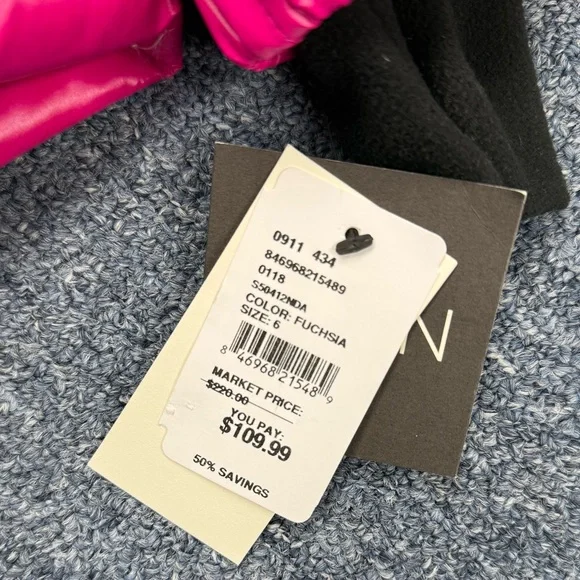 0911 434
846968215489
0118
S50412NDA
COLOR: FUCHSIA
SIZE: 6
8 46968 21548 9
MARKET PRICE:
$220.00
YOU PAY:
$109.99
50% SAVINGS
N